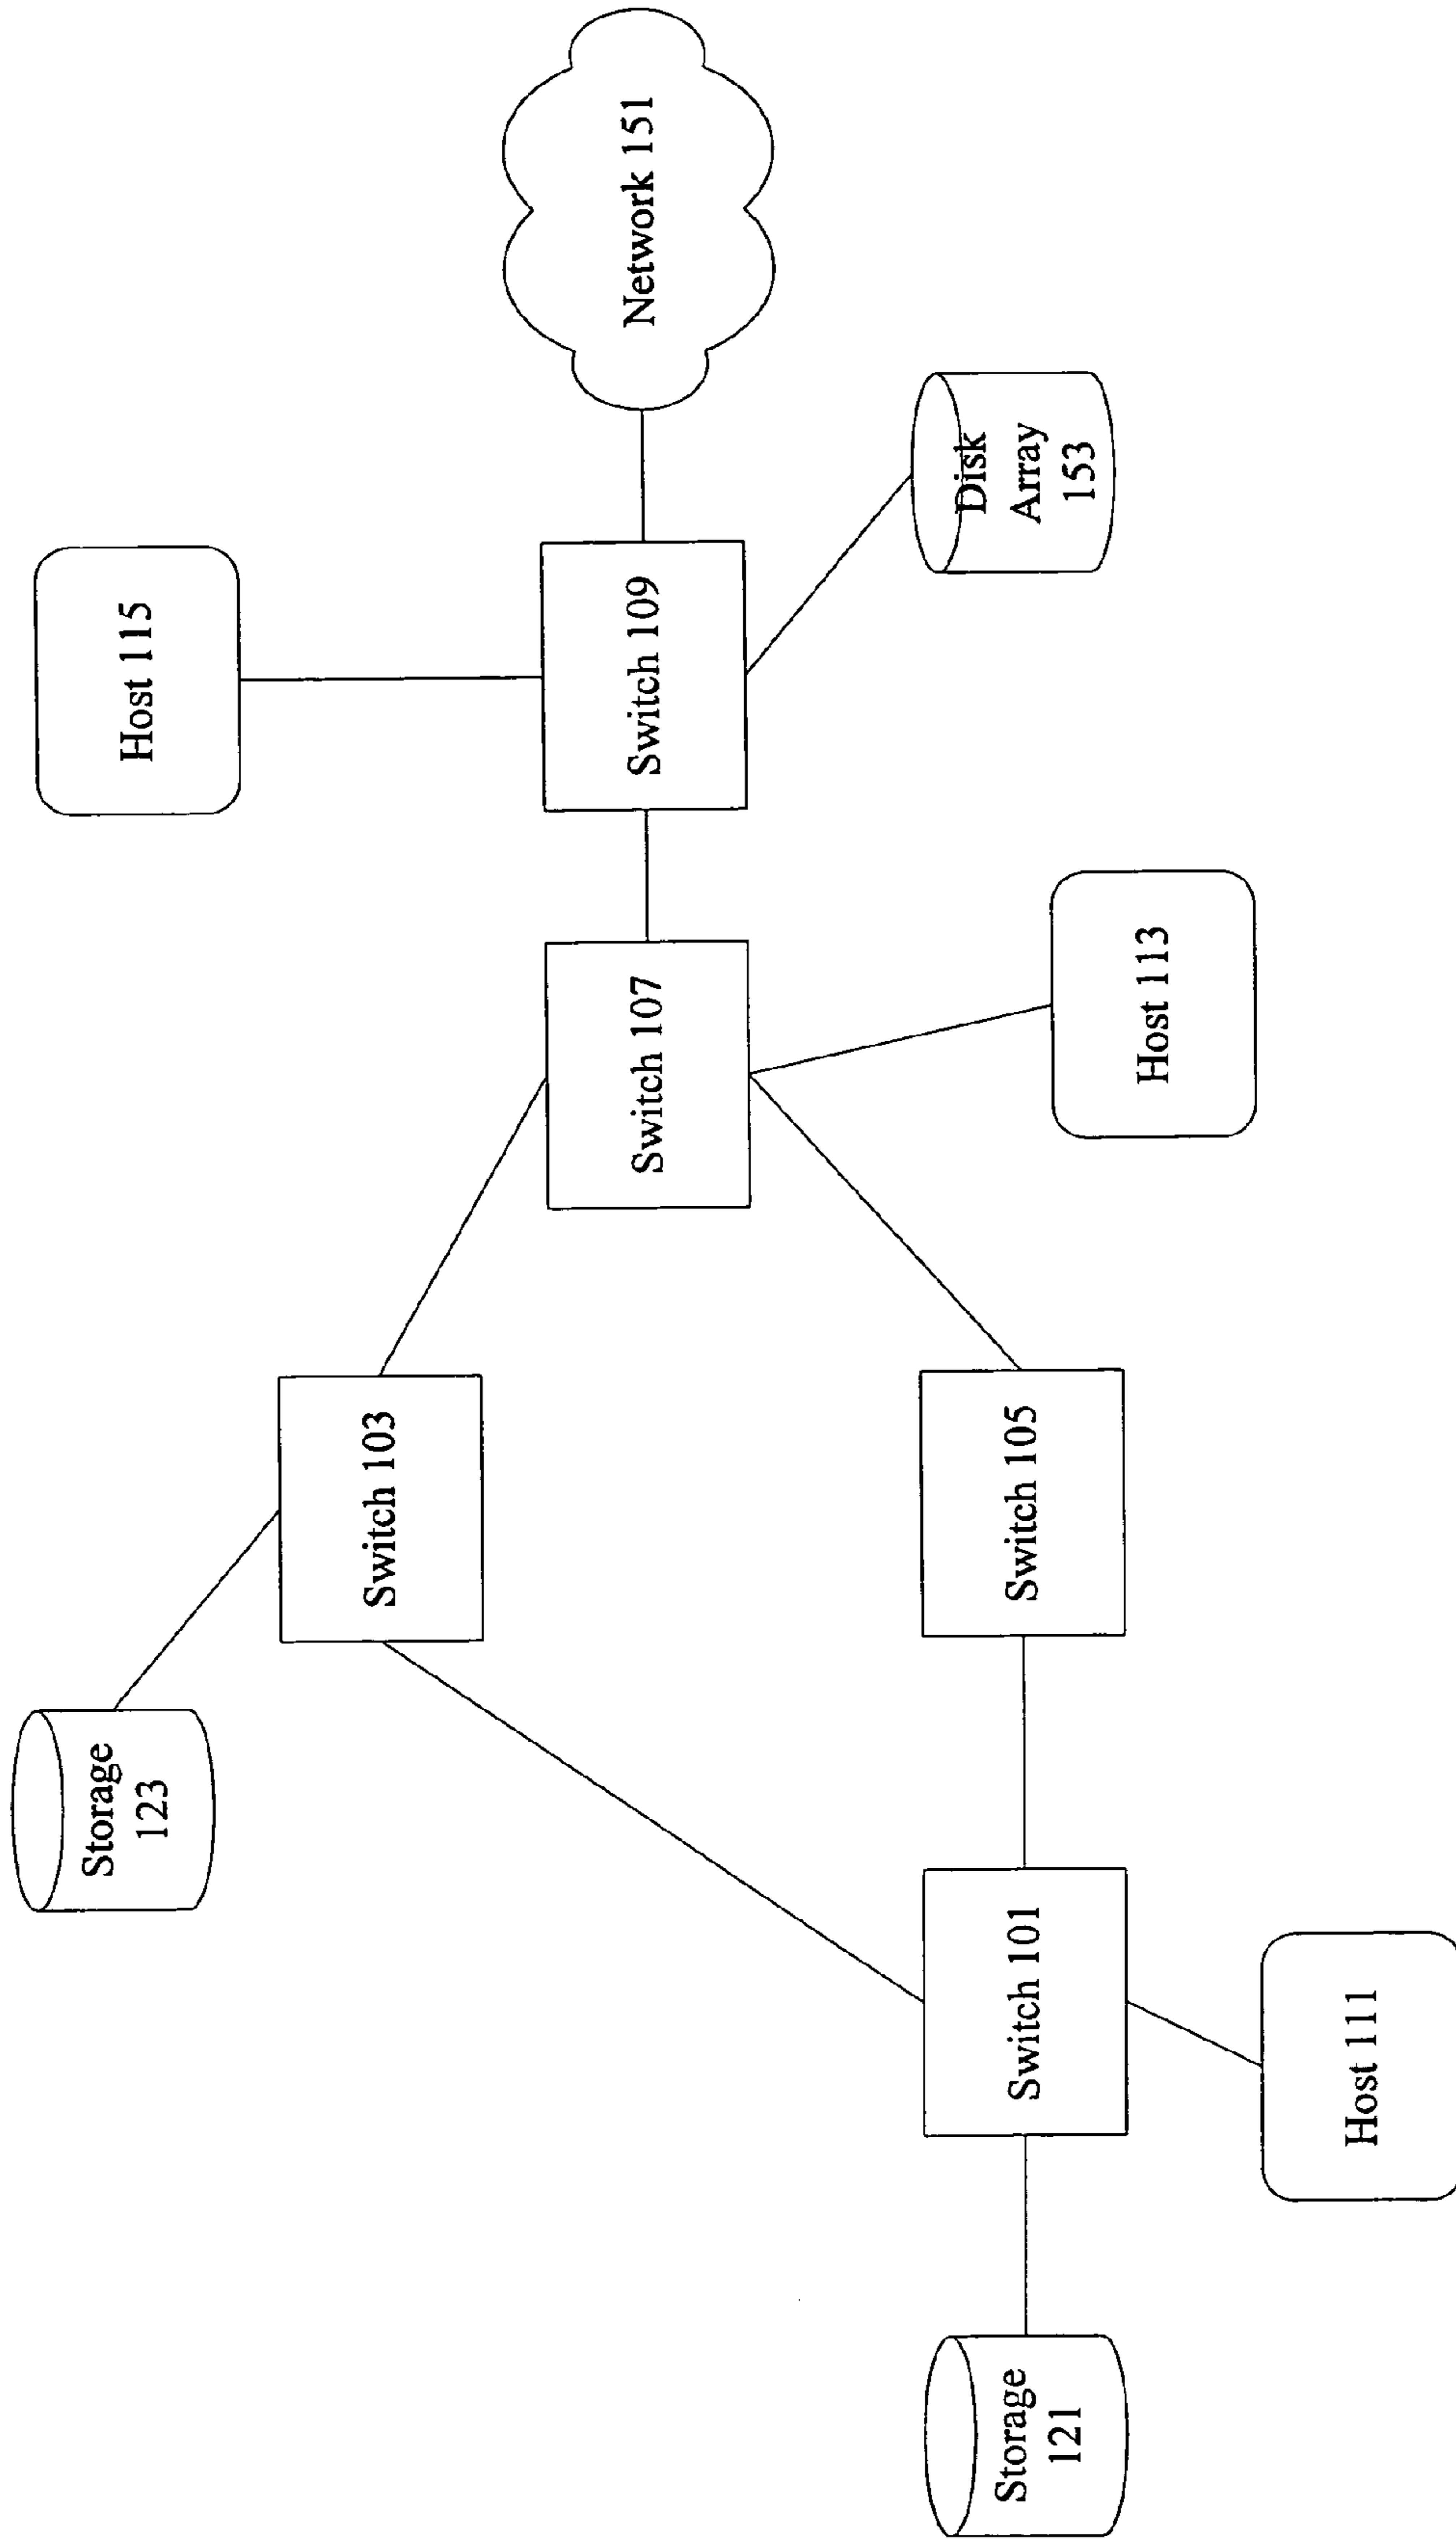 Storage
123
Host 115
Switch 103
Switch 107
Switch 109
Network 151
Storage
121
Switch 101
Switch 105
Disk
Array
153
Host 113
Host 111